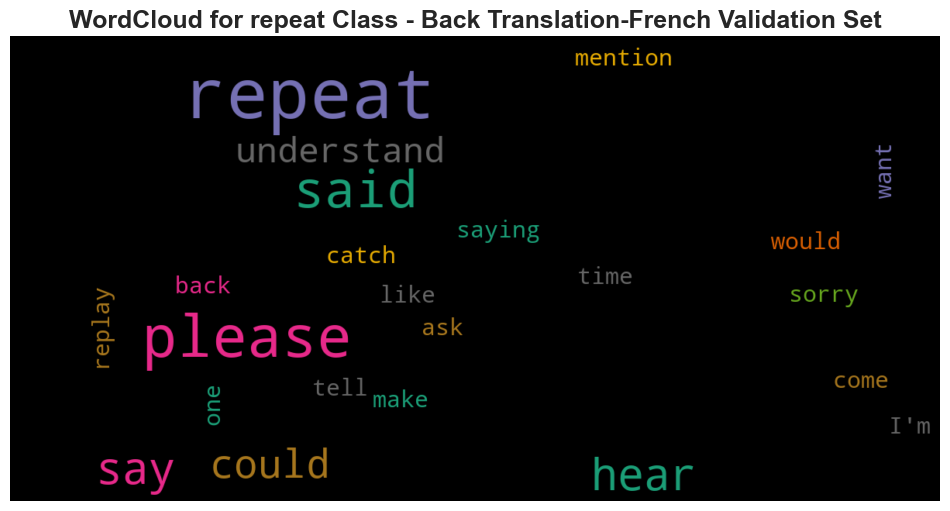 WordCloud for repeat Class - Back Translation-French Validation Set
mention
repeat
understand
want
said
saying
would
catch
time
back
like
sorry
replay
please
ask
tell
make
come
one
I'm
say
could
hear